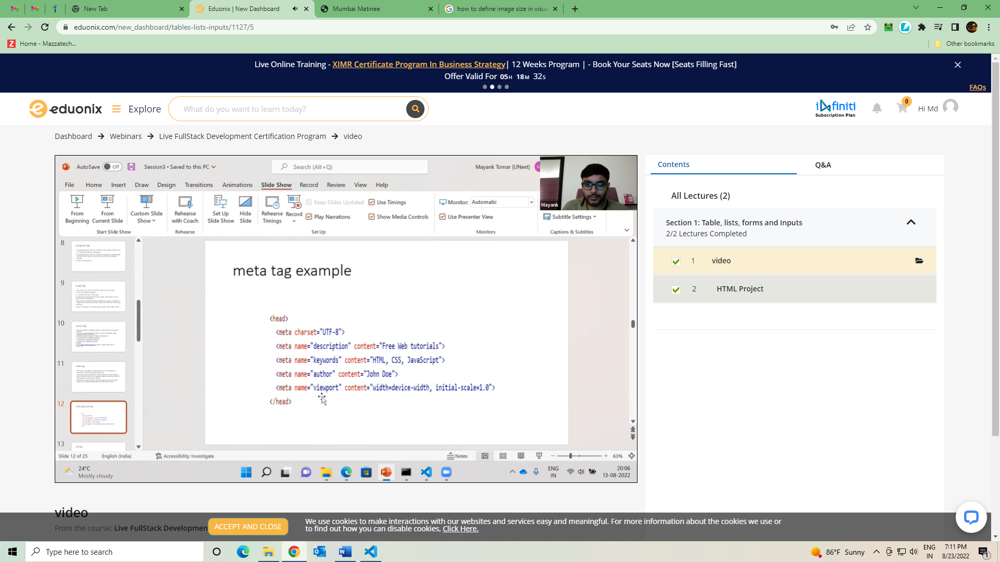 New Tab
Eduonix | New Dashboard
Mumbai Matinee
how to define image size in visua
eduonix.com/new_dashboard/tables-lists-inputs/1127/5
Home - Mazzatech...
Other bookmarks
Live Online Training - XIMR Certificate Program In Business Strategy| 12 Weeks Program | - Book Your Seats Now [Seats Filling Fast]
Offer Valid For 05H 18M 32S
FAQs
eduonix
Explore
What do you want to learn today?
infiniti
Subscription Plan
0
Hi Md
Dashboard → Webinars → Live FullStack Development Certification Program → video
AutoSave Off
Session3 • Saved to this PC
Search (Alt+Q)
Mayank Tomar [UNext]
File Home Insert Draw Design Transitions Animations Slide Show Record Review View Help
From Beginning
From Current Slide
Custom Slide Show
Rehearse with Coach
Set Up Slide Show
Hide Slide
Rehearse Timings
Record
Keep Slides Updated
Use Timings
Play Narrations
Show Media Controls
Monitor: Automatic
Use Presenter View
Subtitle Settings
Start Slide Show
Rehearse
Set Up
Monitors
Captions & Subtitles
Mayank
8
paragraph tag
9
image tag
10
anchor tag
11
meta tag
12
meta tag example
13
meta tag example
<head>
<meta charset="UTF-8">
<meta name="description" content="Free Web tutorials">
<meta name="keywords" content="HTML, CSS, JavaScript">
<meta name="author" content="John Doe">
<meta name="viewport" content="width=device-width, initial-scale=1.0">
</head>
Slide 12 of 25
English (India)
Accessibility: Investigate
Notes
63%
24°C
Mostly cloudy
ENG
IN
20:06
13-08-2022
Contents
Q&A
All Lectures (2)
Section 1: Table, lists, forms and Inputs
2/2 Lectures Completed
1 video
2 HTML Project
video
From the course: Live FullStack Developmen
ACCEPT AND CLOSE
We use cookies to make interactions with our websites and services easy and meaningful. For more information about the cookies we use or
to find out how you can disable cookies, Click Here.
Type here to search
86°F Sunny
ENG
IN
7:11 PM
8/23/2022
1